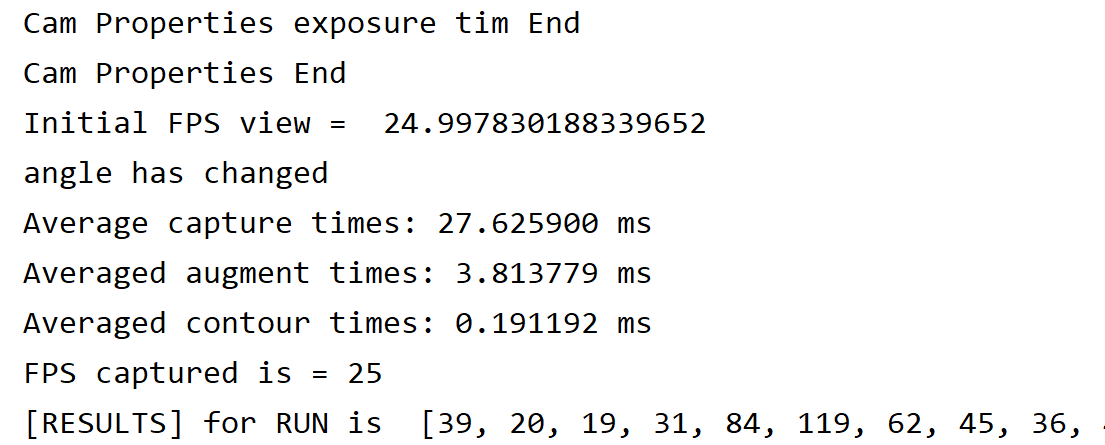 Cam Properties exposure tim End
Cam Properties End
Initial FPS view =  24.997830188339652
angle has changed
Average capture times: 27.625900 ms
Averaged augment times: 3.813779 ms
Averaged contour times: 0.191192 ms
FPS captured is = 25
[RESULTS] for RUN is  [39, 20, 19, 31, 84, 119, 62, 45, 36,